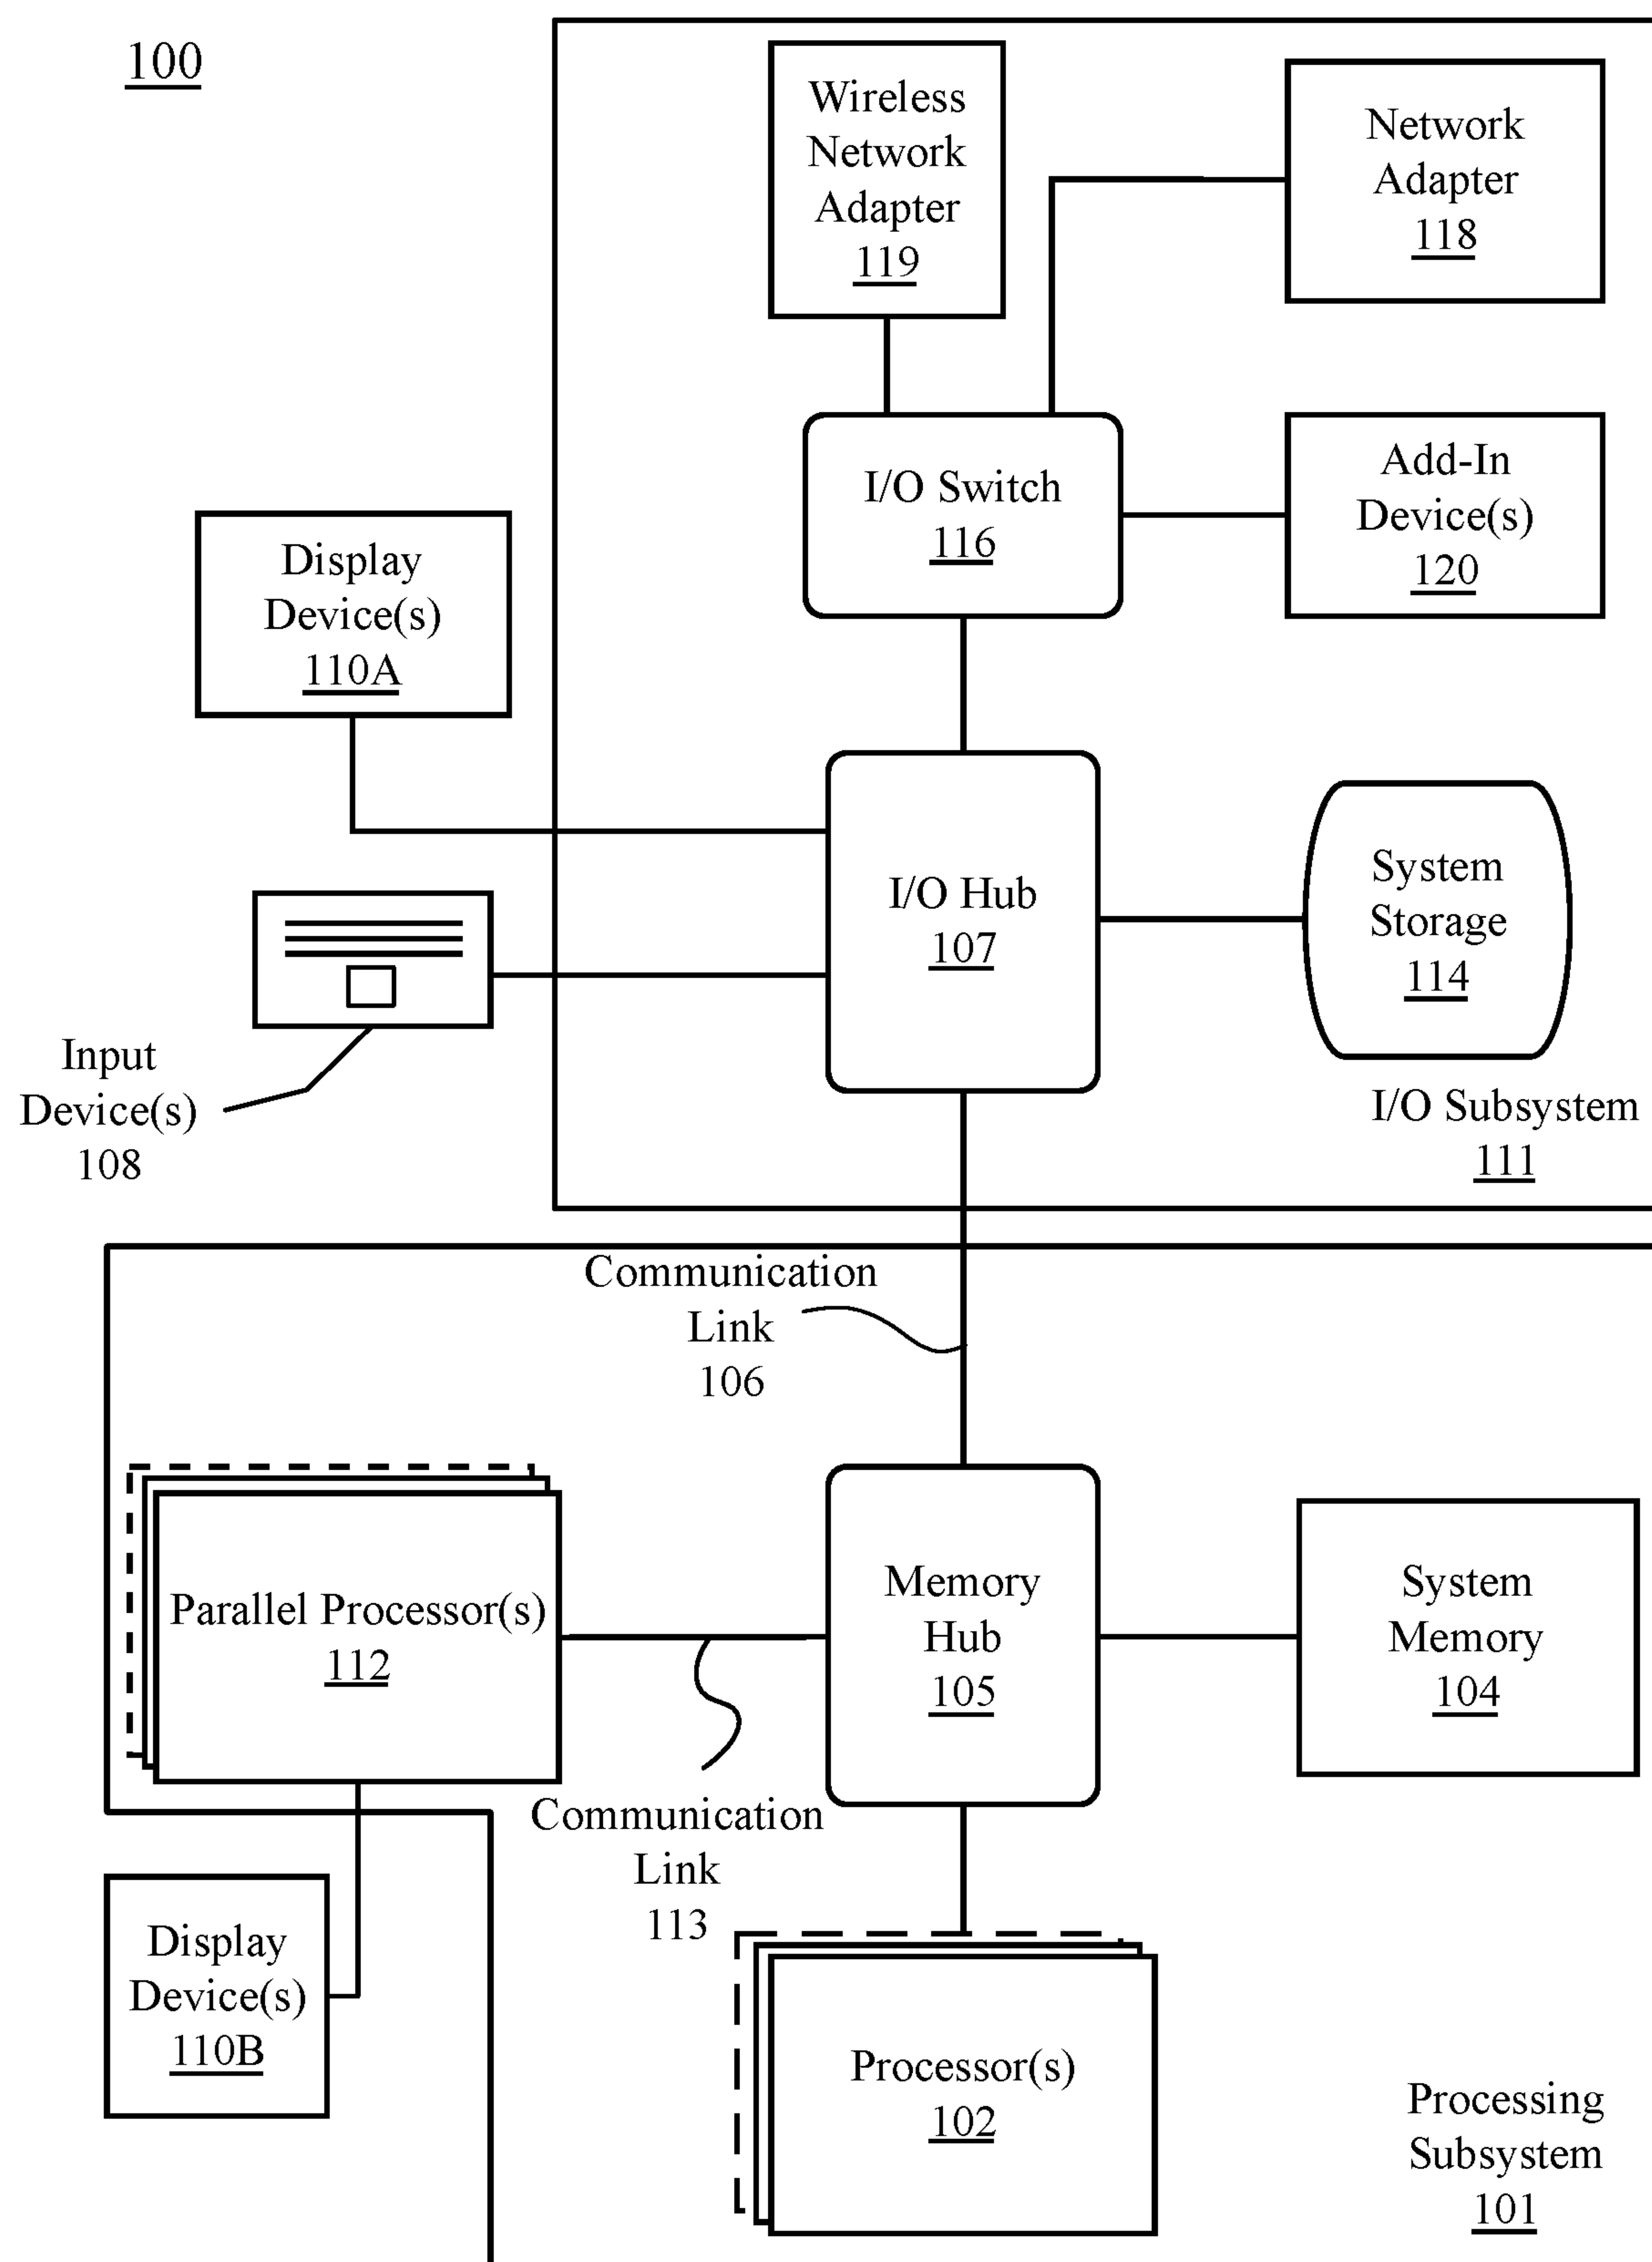 100
Wireless
Network
Adapter
119
Network
Adapter
118
I/O Switch
116
Add-In
Device(s)
120
Display
Device(s)
110A
I/O Hub
107
System
Storage
114
Input
Device(s)
108
I/O Subsystem
111
Communication
Link
106
Parallel Processor(s)
112
Memory
Hub
105
System
Memory
104
Communication
Link
113
Display
Device(s)
110B
Processor(s)
102
Processing
Subsystem
101